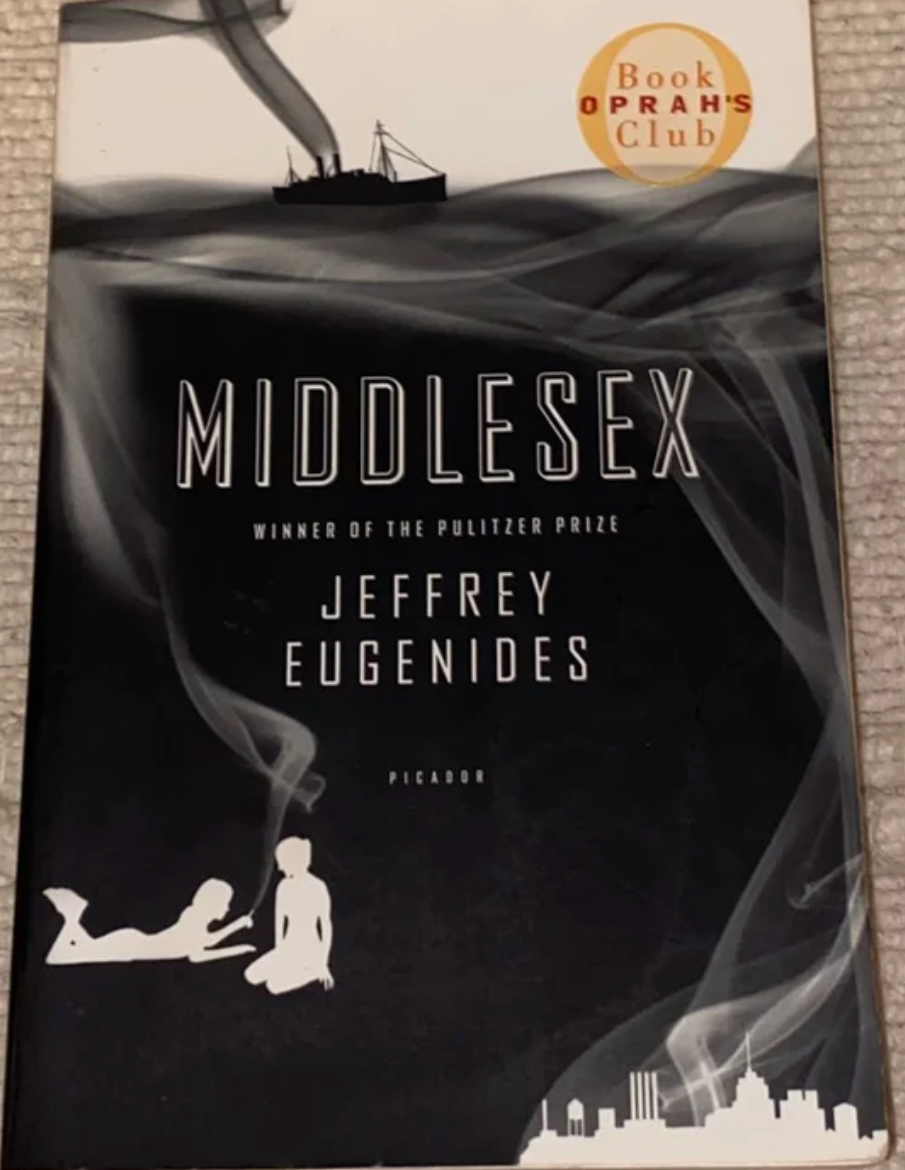 Book
OPRAH'S
Club
MIDDLESEX
WINNER OF THE PULITZER PRIZE
JEFFREY
EUGENIDES
PICADOR